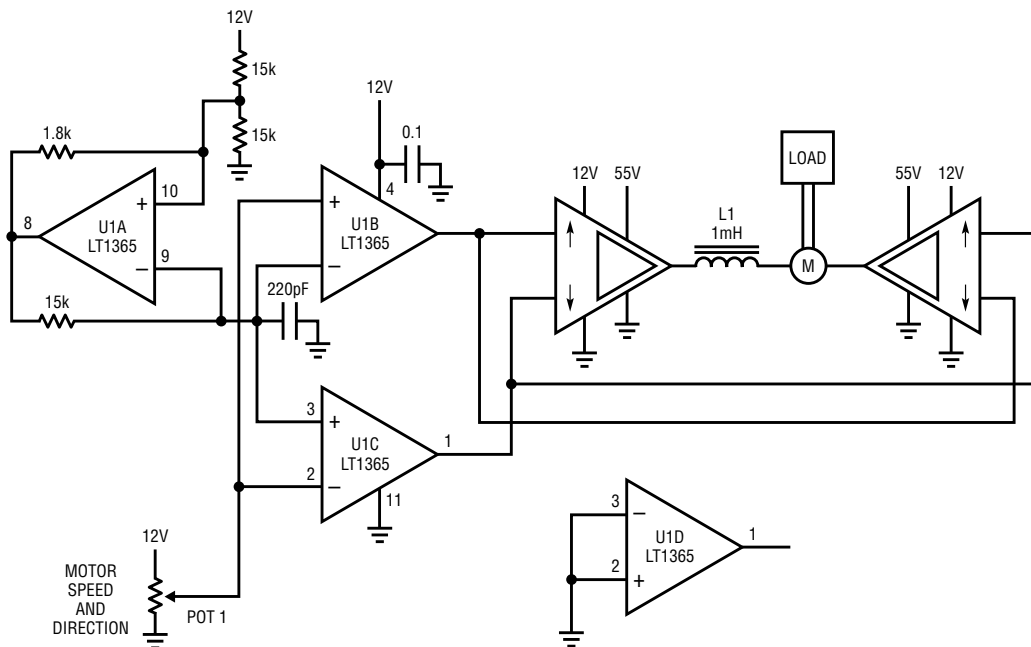 12V
15k
15k
1.8k
10
+
8
U1A
LT1365
9
−
15k
12V
0.1
4
+
U1B
LT1365
−
220pF
3
+
1
U1C
LT1365
2
−
11
12V
MOTOR
SPEED
AND
DIRECTION
POT 1
12V
55V
L1
1mH
LOAD
M
55V
12V
3
−
1
U1D
LT1365
2
+